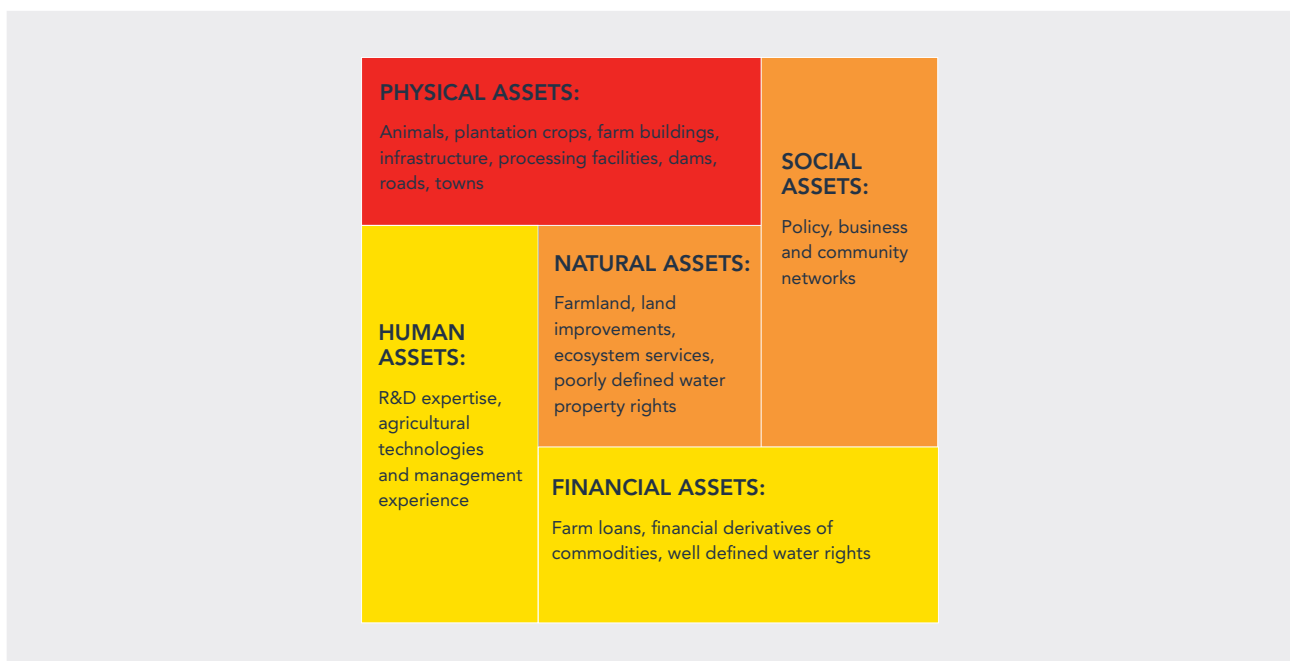 PHYSICAL ASSETS:
Animals, plantation crops, farm buildings,
infrastructure, processing facilities, dams,
roads, towns
SOCIAL
ASSETS:
Policy, business
and community
networks
HUMAN
ASSETS:
R&D expertise,
agricultural
technologies
and management
experience
NATURAL ASSETS:
Farmland, land
improvements,
ecosystem services,
poorly defined water
property rights
FINANCIAL ASSETS:
Farm loans, financial derivatives of
commodities, well defined water rights